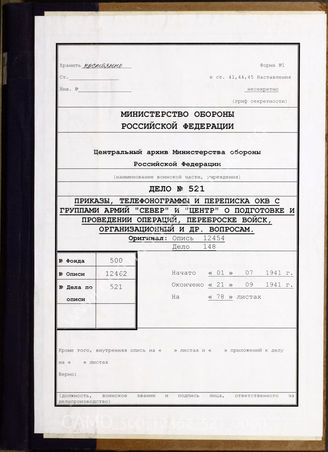 Хранить постоянно Форма №1
Ст. к ст. 41,44,45 Наставления
Инв. № несекретно
(гриф секретности)
МИНИСТЕРСТВО ОБОРОНЫ
РОССИЙСКОЙ ФЕДЕРАЦИИ
Центральный архив Министерства обороны
Российской Федерации
(наименование воинской части, учреждения)
ДЕЛО № 521
ПРИКАЗЫ, ТЕЛЕФОНОГРАММЫ И ПЕРЕПИСКА ОКВ С
ГРУППАМИ АРМИЙ "СЕВЕР" И "ЦЕНТР" О ПОДГОТОВКЕ И
ПРОВЕДЕНИИ ОПЕРАЦИЙ, ПЕРЕБРОСКЕ ВОЙСК,
ОРГАНИЗАЦИОННЫМ И ДР. ВОПРОСАМ.
Оригинал: Опись 12454
Дело 148
№ Фонда 500
№ Описи 12462
№ Дела по описи 521
Начато « 01 » 07 1941 г.
Окончено « 21 » 09 1941 г.
На « 78 » листах
Кроме того, внутренняя опись на « » листах и « » приложений к делу
на « » листах
Верно:
(должность, воинское звание и подпись лица, ответственного за
делопроизводство)